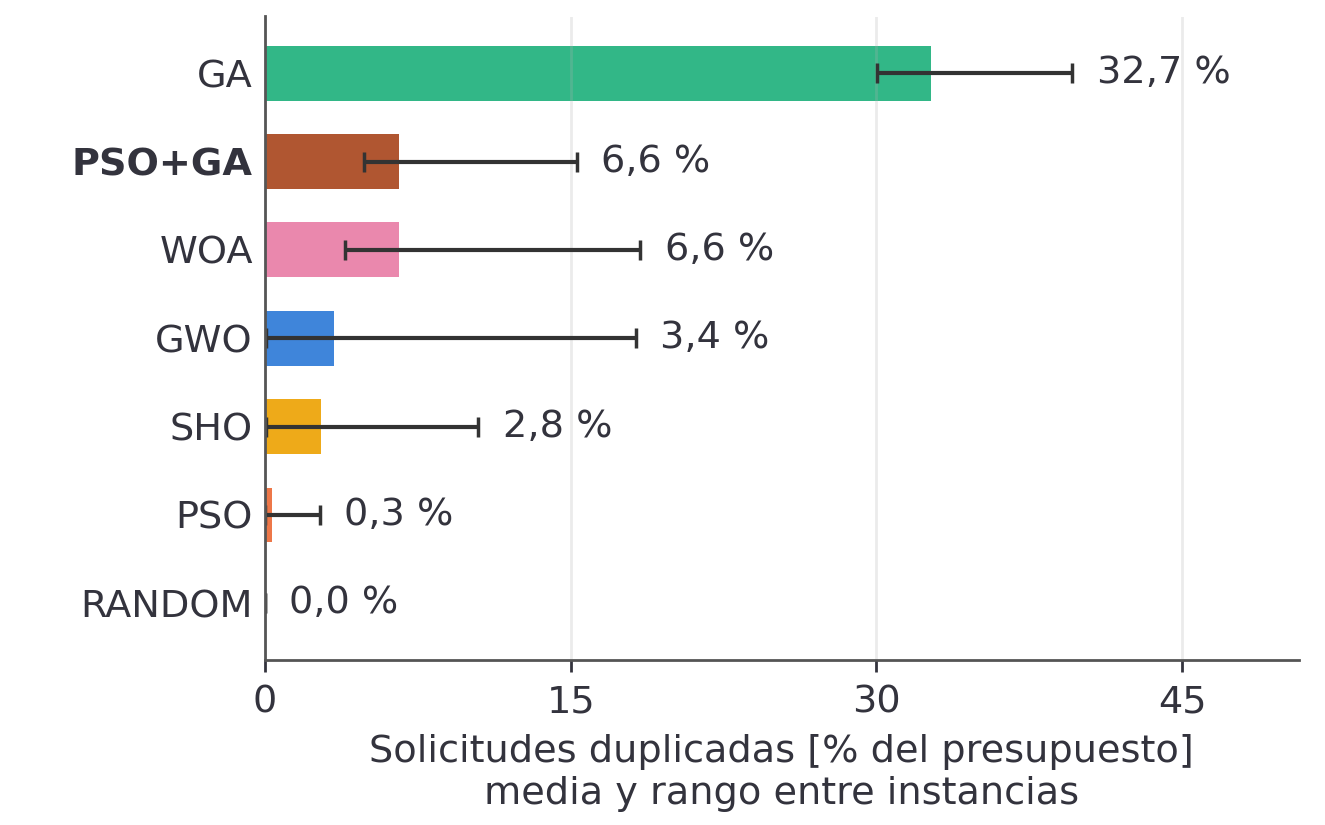 GA 32,7 %
PSO+GA 6,6 %
WOA 6,6 %
GWO 3,4 %
SHO 2,8 %
PSO 0,3 %
RANDOM 0,0 %
0 15 30 45
Solicitudes duplicadas [% del presupuesto]
media y rango entre instancias